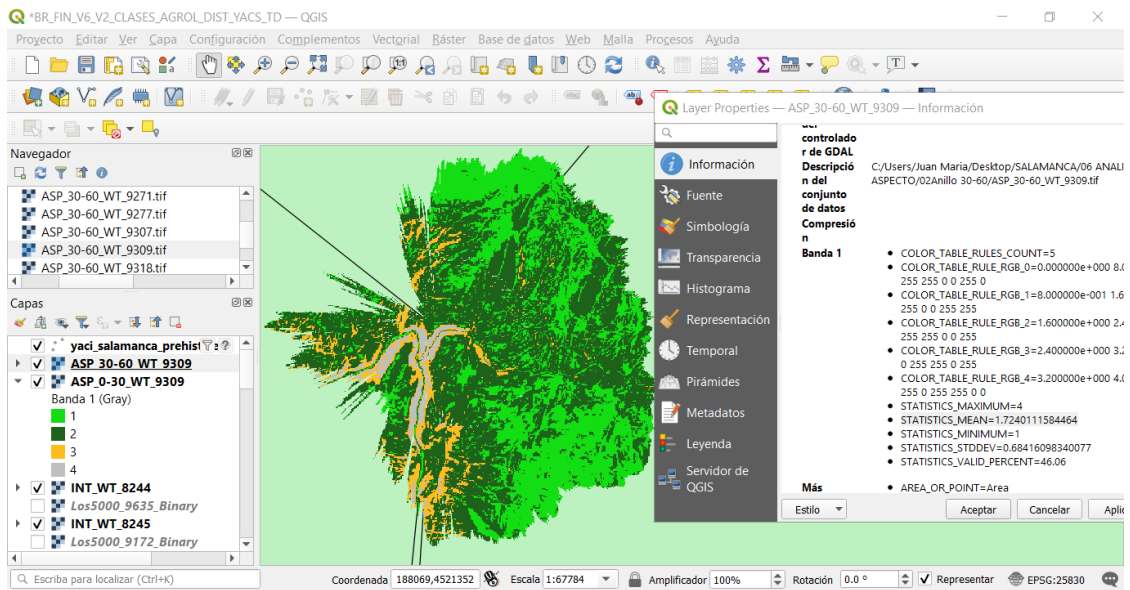 *BR_FIN_V6_V2_CLASES_AGROL_DIST_YACS_TD — QGIS
Proyecto Editar Ver Capa Configuración Complementos Vectorial Ráster Base de datos Web Malla Procesos Ayuda
Navegador
ASP_30-60_WT_9271.tif
ASP_30-60_WT_9277.tif
ASP_30-60_WT_9307.tif
ASP_30-60_WT_9309.tif
ASP_30-60_WT_9318.tif
Capas
yaci_salamanca_prehist
ASP_30-60_WT_9309
ASP_0-30_WT_9309
Banda 1 (Gray)
1
2
3
4
INT_WT_8244
Los5000_9635_Binary
INT_WT_8245
Los5000_9172_Binary
Layer Properties — ASP_30-60_WT_9309 — Información
Información
Fuente
Simbología
Transparencia
Histograma
Representación
Temporal
Pirámides
Metadatos
Leyenda
Servidor de
QGIS
del
controlado
r de GDAL
Descripció
n del
conjunto
de datos
C:/Users/Juan Maria/Desktop/SALAMANCA/06 ANALI
ASPECTO/02Anillo 30-60/ASP_30-60_WT_9309.tif
Compresió
n
Banda 1
COLOR_TABLE_RULES_COUNT=5
COLOR_TABLE_RULE_RGB_0=0.000000e+000 8.0
255 255 0 0 255 0
COLOR_TABLE_RULE_RGB_1=8.000000e-001 1.6
255 0 0 255 255
COLOR_TABLE_RULE_RGB_2=1.600000e+000 2.4
255 255 0 0 255
COLOR_TABLE_RULE_RGB_3=2.400000e+000 3.2
0 255 0 255
COLOR_TABLE_RULE_RGB_4=3.200000e+000 4.0
255 0 255 255 0 0
STATISTICS_MAXIMUM=4
STATISTICS_MEAN=1.7240111584464
STATISTICS_MINIMUM=1
STATISTICS_STDDEV=0.68416098340077
STATISTICS_VALID_PERCENT=46.06
Más
AREA_OR_POINT=Area
Estilo Aceptar Cancelar Aplic
Escriba para localizar (Ctrl+K) Coordenada 188069,4521352 Escala 1:67784 Amplificador 100% Rotación 0.0 ° Representar EPSG:25830